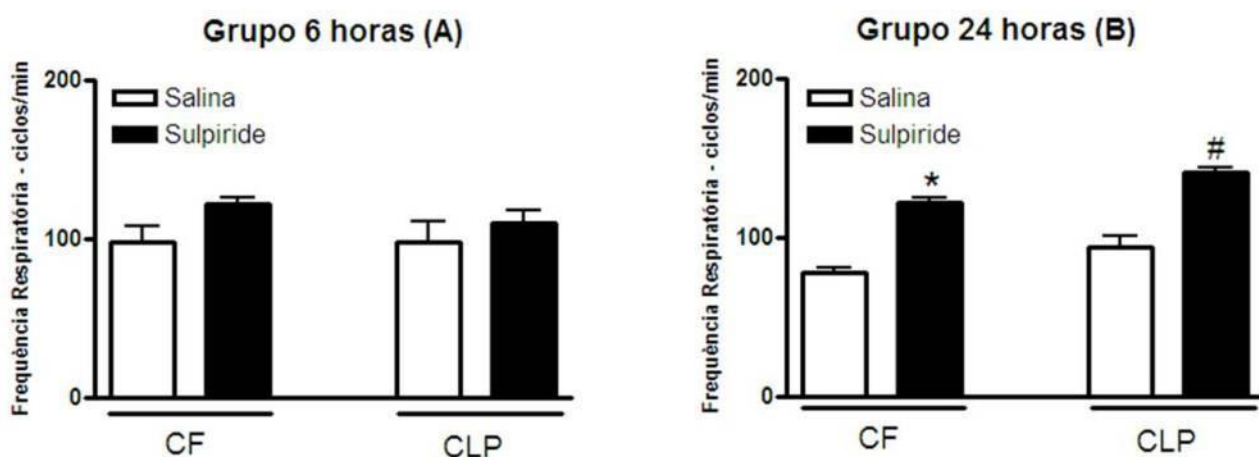 Grupo 6 horas (A)
Frequência Respiratória - ciclos/min
200
100
0
Salina
Sulpiride
CF
CLP
Grupo 24 horas (B)
Frequência Respiratória - ciclos/min
200
100
0
Salina
Sulpiride
*
#
CF
CLP